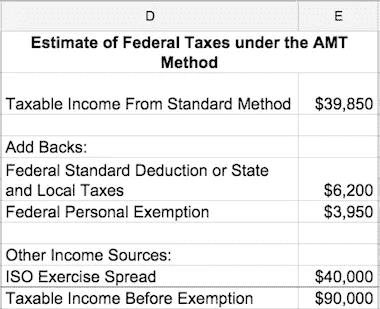 D E
Estimate of Federal Taxes under the AMT
Method
Taxable Income From Standard Method $39,850
Add Backs:
Federal Standard Deduction or State
and Local Taxes $6,200
Federal Personal Exemption $3,950
Other Income Sources:
ISO Exercise Spread $40,000
Taxable Income Before Exemption $90,000